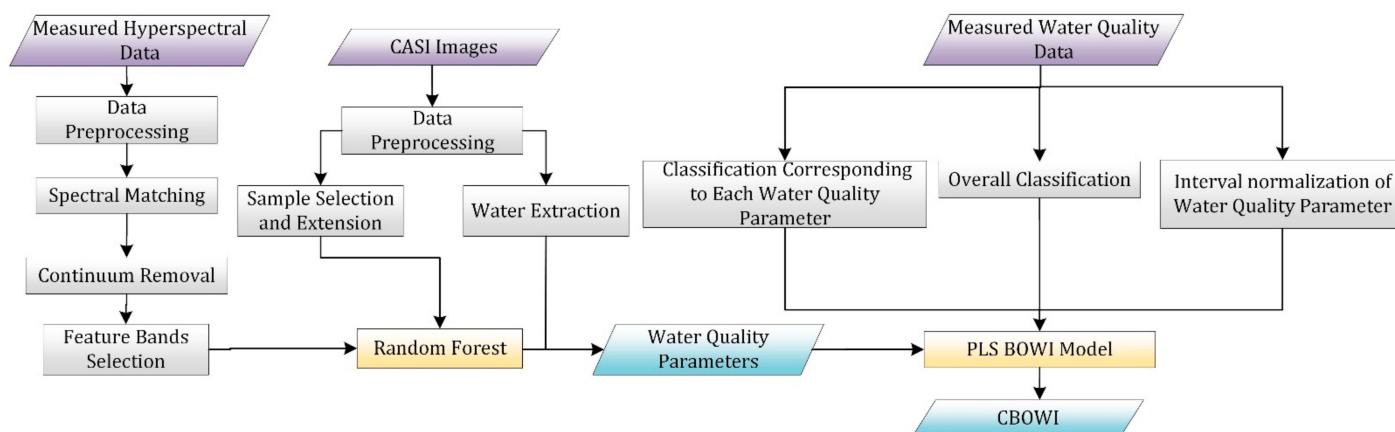 Measured Hyperspectral
Data
Data
Preprocessing
Spectral Matching
Continuum Removal
Feature Bands
Selection
CASI Images
Data
Preprocessing
Sample Selection
and Extension
Water Extraction
Random Forest
Water Quality
Parameters
Measured Water Quality
Data
Classification Corresponding
to Each Water Quality
Parameter
Overall Classification
Interval normalization of
Water Quality Parameter
PLS BOWI Model
CBOWI